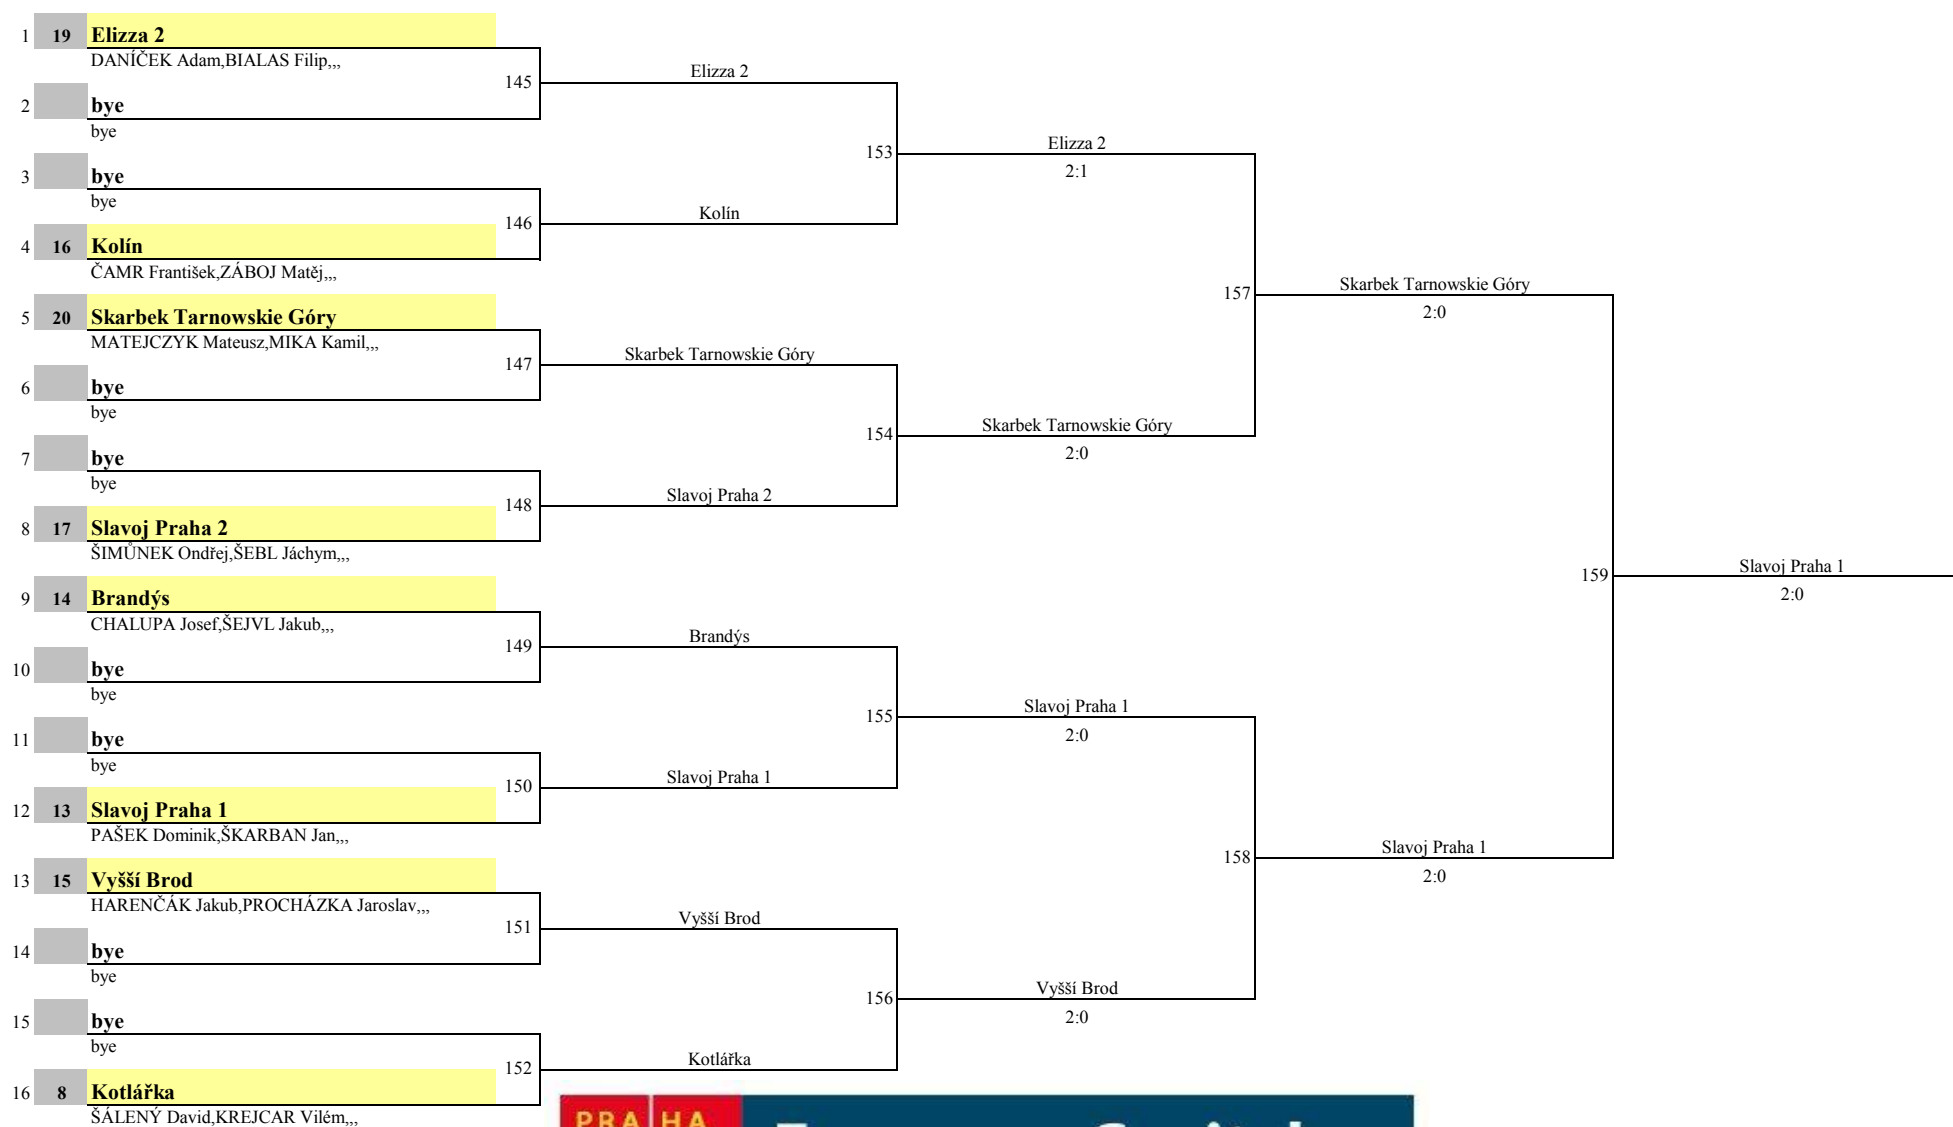 1 19 Elizza 2
DANÍČEK Adam,BIALAS Filip,,,
145
Elizza 2
2 bye
bye
153
Elizza 2
2:1
3 bye
bye
146
Kolín
4 16 Kolín
ČAMR František,ZÁBOJ Matěj,,,
157
Skarbek Tarnowskie Góry
2:0
5 20 Skarbek Tarnowskie Góry
MATEJCZYK Mateusz,MIKA Kamil,,,
147
Skarbek Tarnowskie Góry
6 bye
bye
154
Skarbek Tarnowskie Góry
2:0
7 bye
bye
148
Slavoj Praha 2
8 17 Slavoj Praha 2
ŠIMŮNEK Ondřej,ŠEBL Jáchym,,,
159
Slavoj Praha 1
2:0
9 14 Brandýs
CHALUPA Josef,ŠEJVL Jakub,,,
149
Brandýs
10 bye
bye
155
Slavoj Praha 1
2:0
11 bye
bye
150
Slavoj Praha 1
12 13 Slavoj Praha 1
PAŠEK Dominik,ŠKARBAN Jan,,,
158
Slavoj Praha 1
2:0
13 15 Vyšší Brod
HARENČÁK Jakub,PROCHÁZKA Jaroslav,,,
151
Vyšší Brod
14 bye
bye
156
Vyšší Brod
2:0
15 bye
bye
152
Kotlářka
16 8 Kotlářka
ŠÁLENÝ David,KREJCAR Vilém,,,
PRA HA